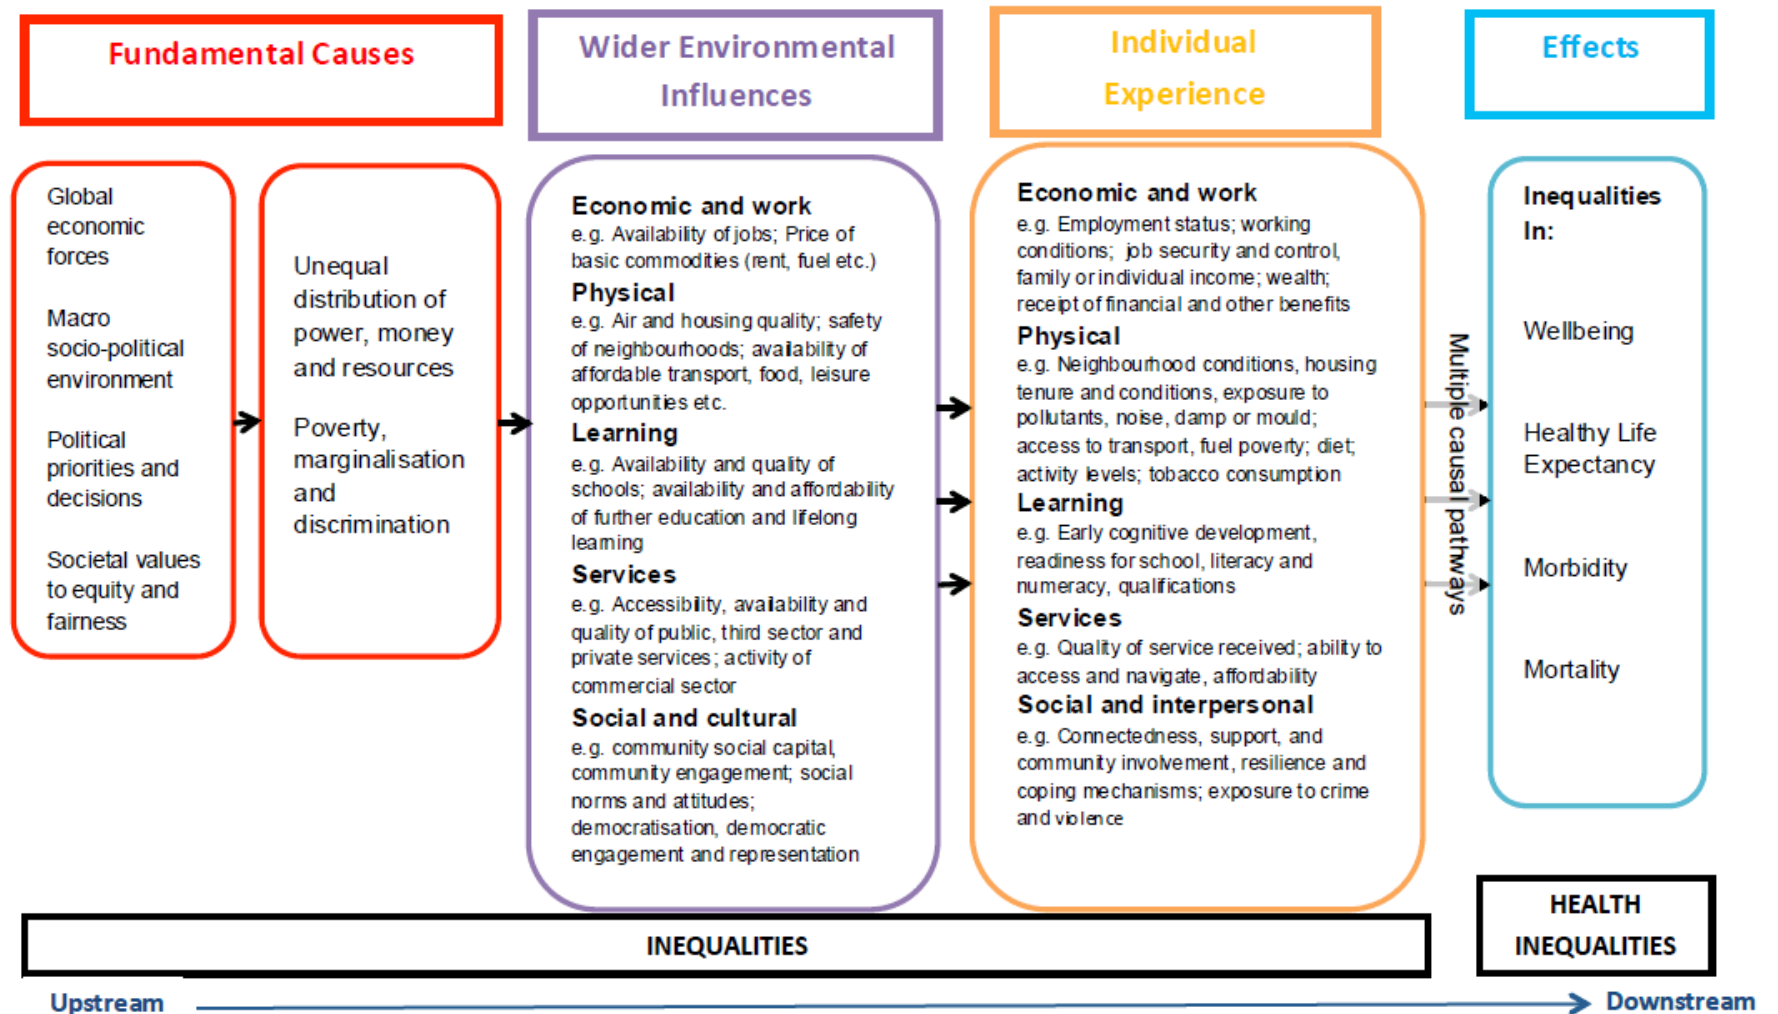 Fundamental Causes
Wider Environmental
Influences
Individual
Experience
Effects
Global
economic
forces
Macro
socio-political
environment
Political
priorities and
decisions
Societal values
to equity and
fairness
Unequal
distribution of
power, money
and resources
Poverty,
marginalisation
and
discrimination
Economic and work
e.g. Availability of jobs; Price of
basic commodities (rent, fuel etc.)
Physical
e.g. Air and housing quality; safety
of neighbourhoods; availability of
affordable transport, food, leisure
opportunities etc.
Learning
e.g. Availability and quality of
schools; availability and affordability
of further education and lifelong
learning
Services
e.g. Accessibility, availability and
quality of public, third sector and
private services; activity of
commercial sector
Social and cultural
e.g. community social capital,
community engagement; social
norms and attitudes;
democratisation, democratic
engagement and representation
Economic and work
e.g. Employment status; working
conditions; job security and control,
family or individual income; wealth;
receipt of financial and other benefits
Physical
e.g. Neighbourhood conditions, housing
tenure and conditions, exposure to
pollutants, noise, damp or mould;
access to transport, fuel poverty; diet;
activity levels; tobacco consumption
Learning
e.g. Early cognitive development,
readiness for school, literacy and
numeracy, qualifications
Services
e.g. Quality of service received; ability to
access and navigate, affordability
Social and interpersonal
e.g. Connectedness, support, and
community involvement, resilience and
coping mechanisms; exposure to crime
and violence
Multiple causal pathways
Inequalities
In:
Wellbeing
Healthy Life
Expectancy
Morbidity
Mortality
INEQUALITIES
HEALTH
INEQUALITIES
Upstream
Downstream